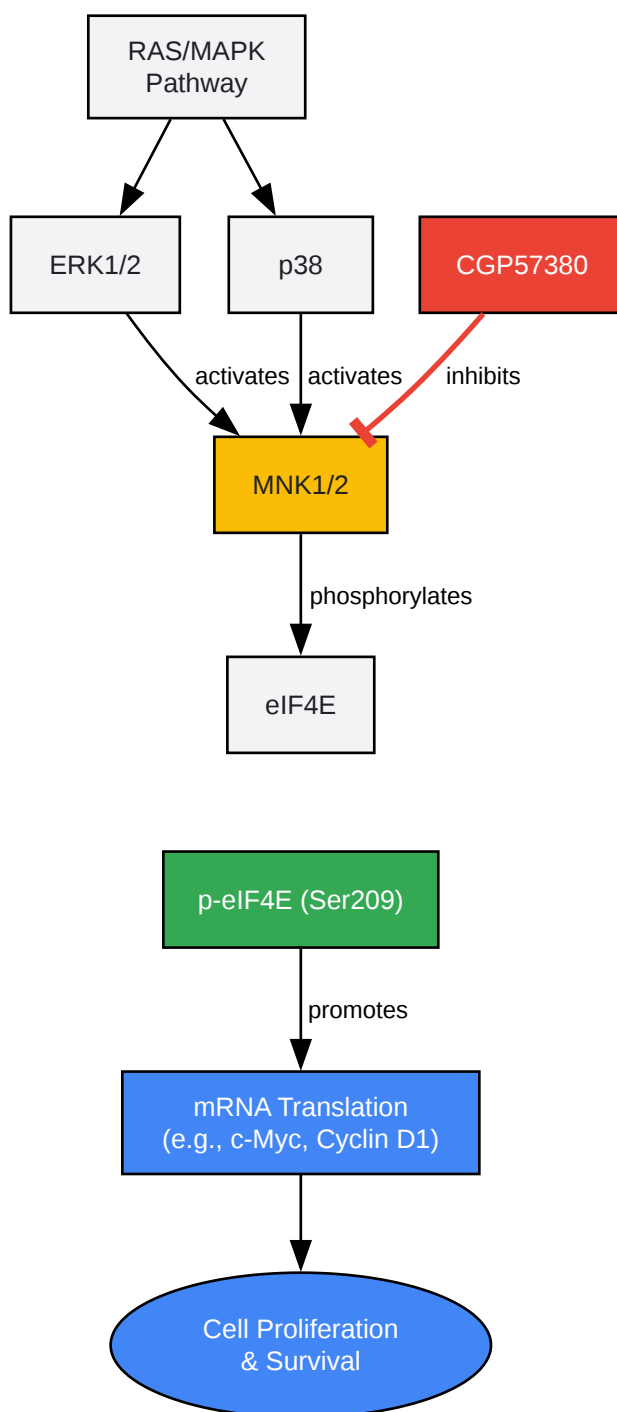 RAS/MAPK
Pathway
ERK1/2
p38
CGP57380
activates
activates
inhibits
MNK1/2
phosphorylates
eIF4E
p-eIF4E (Ser209)
promotes
mRNA Translation
(e.g., c-Myc, Cyclin D1)
Cell Proliferation
& Survival